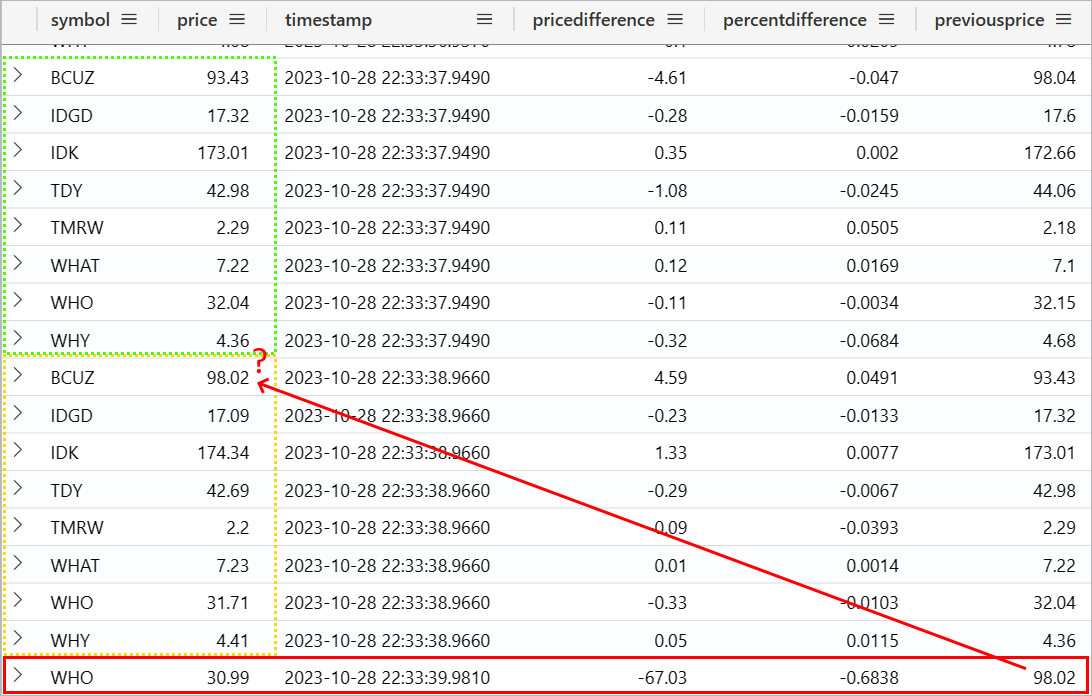 symbol price timestamp pricedifference percentdifference previousprice
BCUZ 93.43 2023-10-28 22:33:37.9490 -4.61 -0.047 98.04
IDGD 17.32 2023-10-28 22:33:37.9490 -0.28 -0.0159 17.6
IDK 173.01 2023-10-28 22:33:37.9490 0.35 0.002 172.66
TDY 42.98 2023-10-28 22:33:37.9490 -1.08 -0.0245 44.06
TMRW 2.29 2023-10-28 22:33:37.9490 0.11 0.0505 2.18
WHAT 7.22 2023-10-28 22:33:37.9490 0.12 0.0169 7.1
WHO 32.04 2023-10-28 22:33:37.9490 -0.11 -0.0034 32.15
WHY 4.36 2023-10-28 22:33:37.9490 -0.32 -0.0684 4.68
?
BCUZ 98.02 2023-10-28 22:33:38.9660 4.59 0.0491 93.43
IDGD 17.09 2023-10-28 22:33:38.9660 -0.23 -0.0133 17.32
IDK 174.34 2023-10-28 22:33:38.9660 1.33 0.0077 173.01
TDY 42.69 2023-10-28 22:33:38.9660 -0.29 -0.0067 42.98
TMRW 2.2 2023-10-28 22:33:38.9660 -0.09 -0.0393 2.29
WHAT 7.23 2023-10-28 22:33:38.9660 0.01 0.0014 7.22
WHO 31.71 2023-10-28 22:33:38.9660 -0.33 -0.0103 32.04
WHY 4.41 2023-10-28 22:33:38.9660 0.05 0.0115 4.36
WHO 30.99 2023-10-28 22:33:39.9810 -67.03 -0.6838 98.02